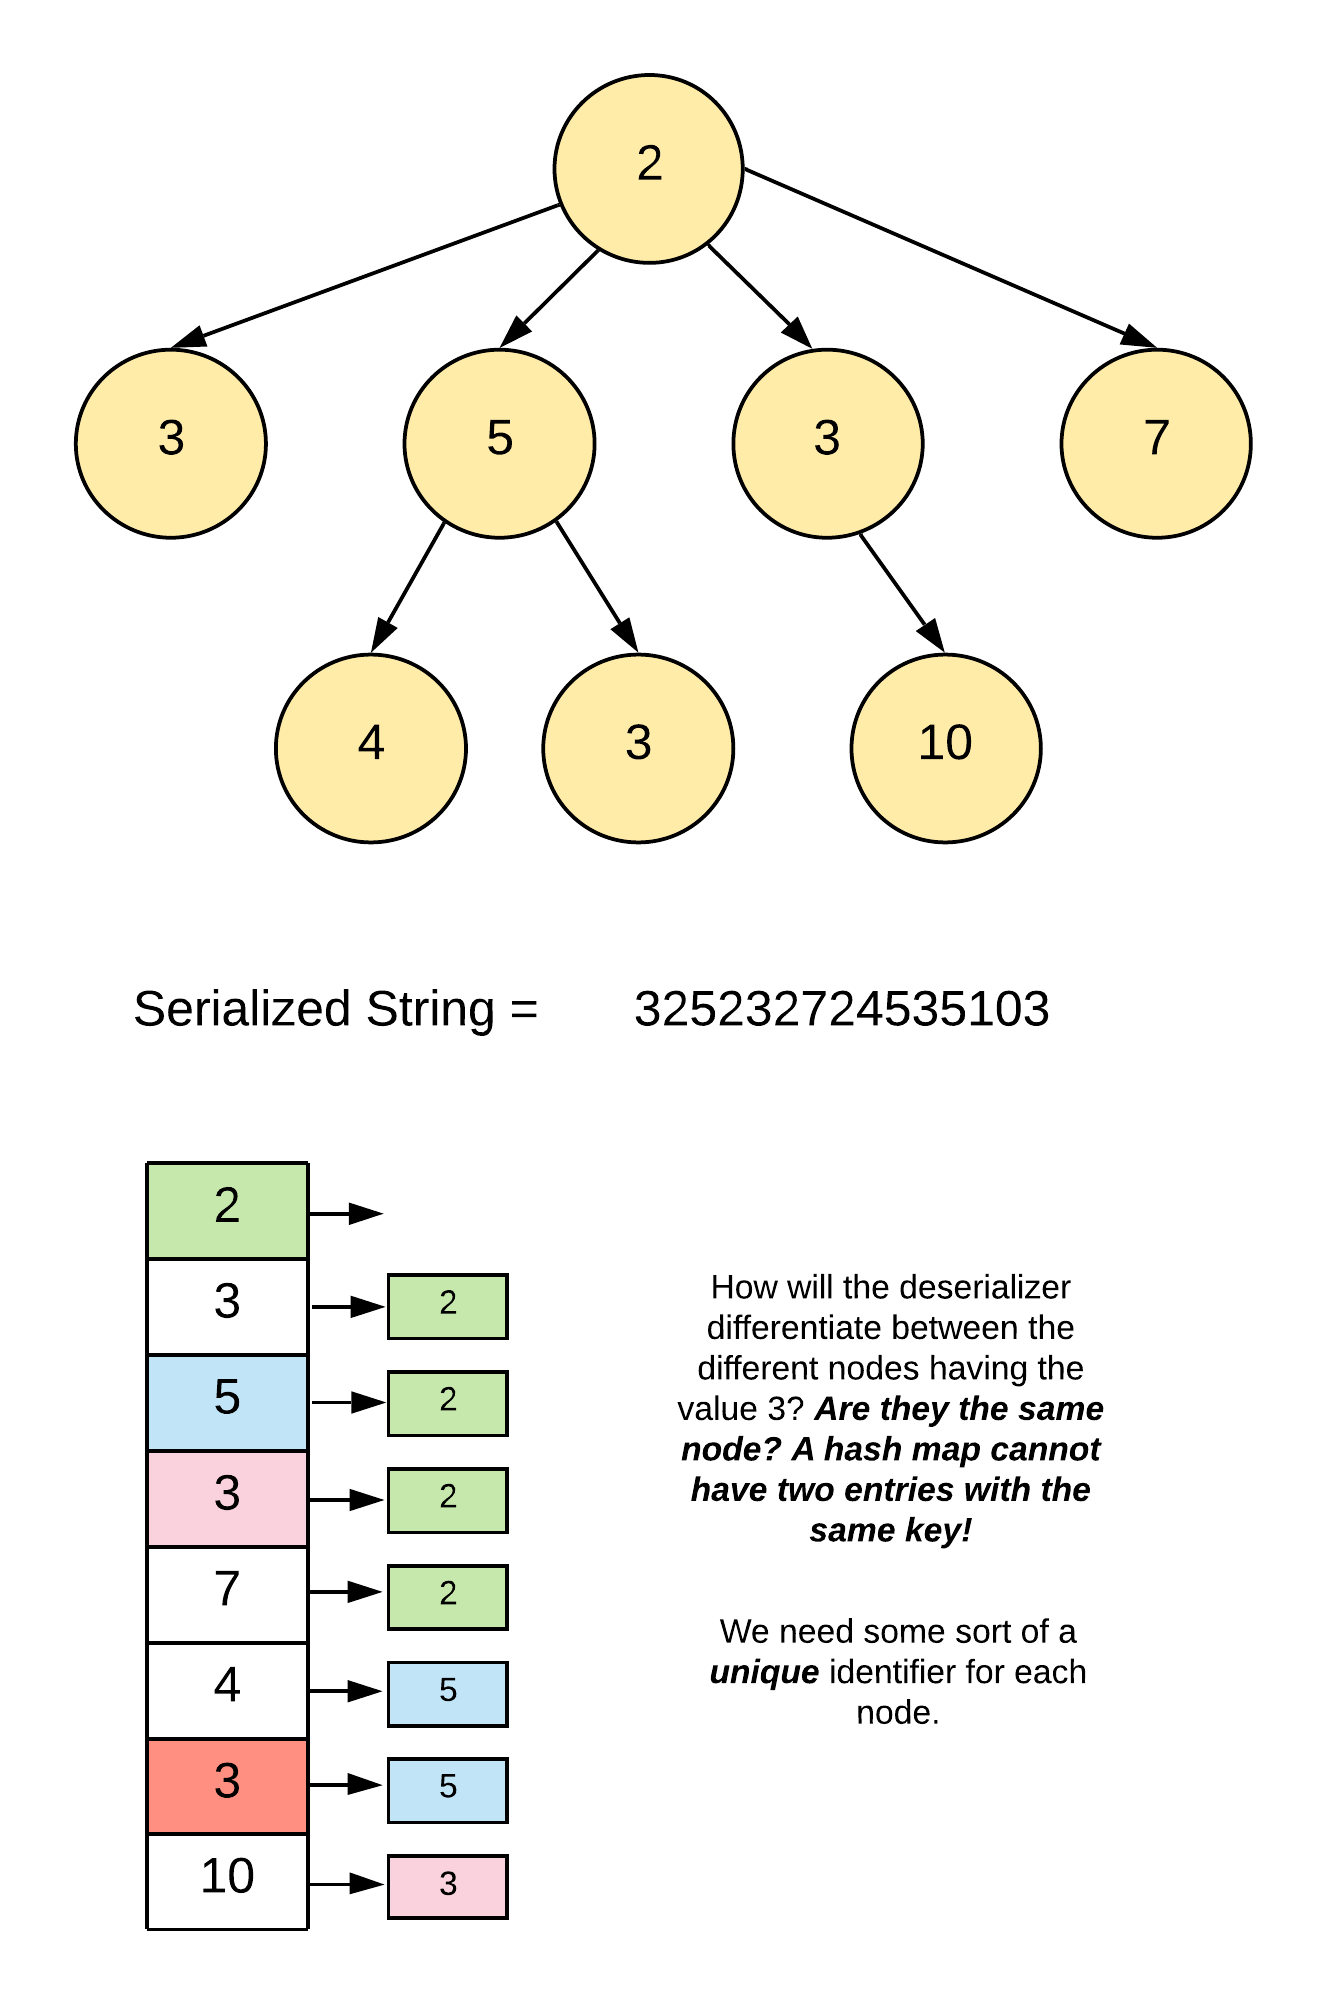 2
3 5 3 7
4 3 10
Serialized String = 325232724535103
2
3 2
5 2
3 2
7 2
4 5
3 5
10 3
How will the deserializer
differentiate between the
different nodes having the
value 3? Are they the same
node? A hash map cannot
have two entries with the
same key!
We need some sort of a
unique identifier for each
node.